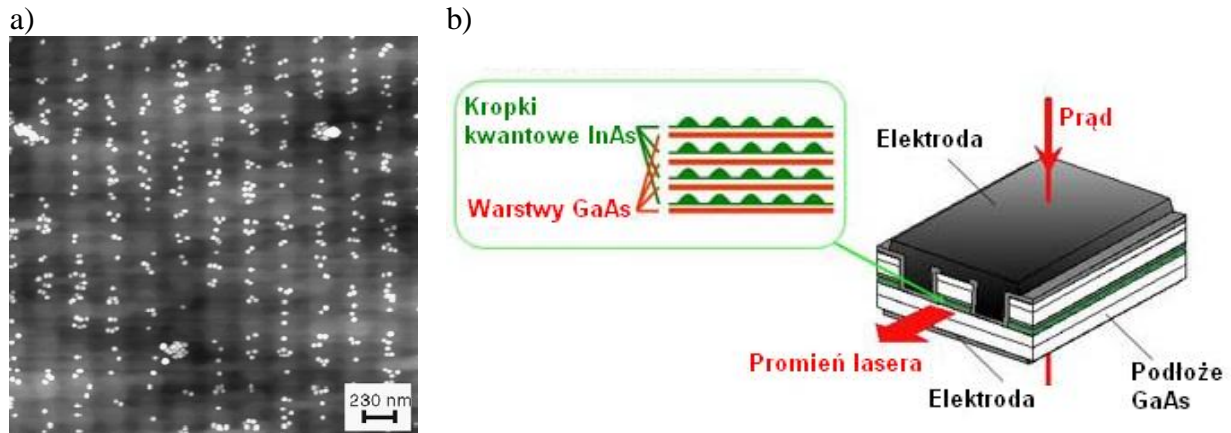 a)
b)
Kropki
kwantowe InAs
Warstwy GaAs
Elektroda
Prąd
230 nm
Promień lasera
Elektroda
Podłoże
GaAs